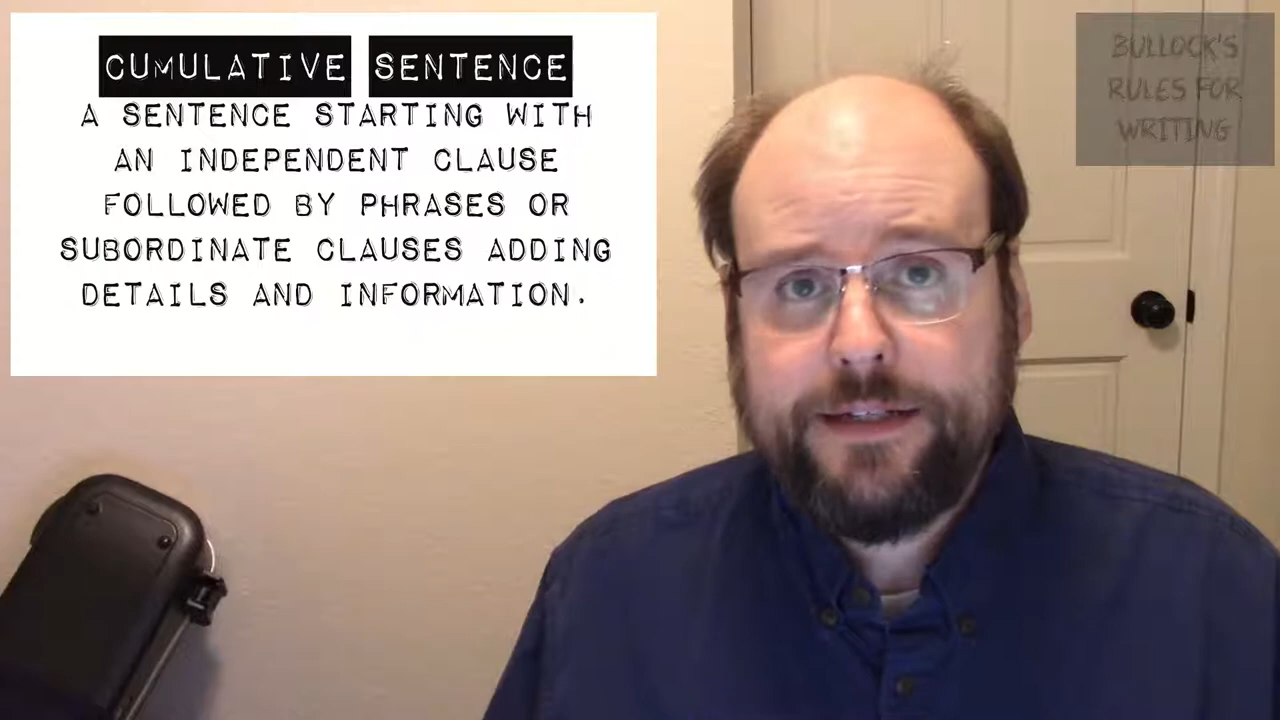 CUMULATIVE SENTENCE
A SENTENCE STARTING WITH
AN INDEPENDENT CLAUSE
FOLLOWED BY PHRASES OR
SUBORDINATE CLAUSES ADDING
DETAILS AND INFORMATION.
BULLOCK'S
RULES FOR
WRITING